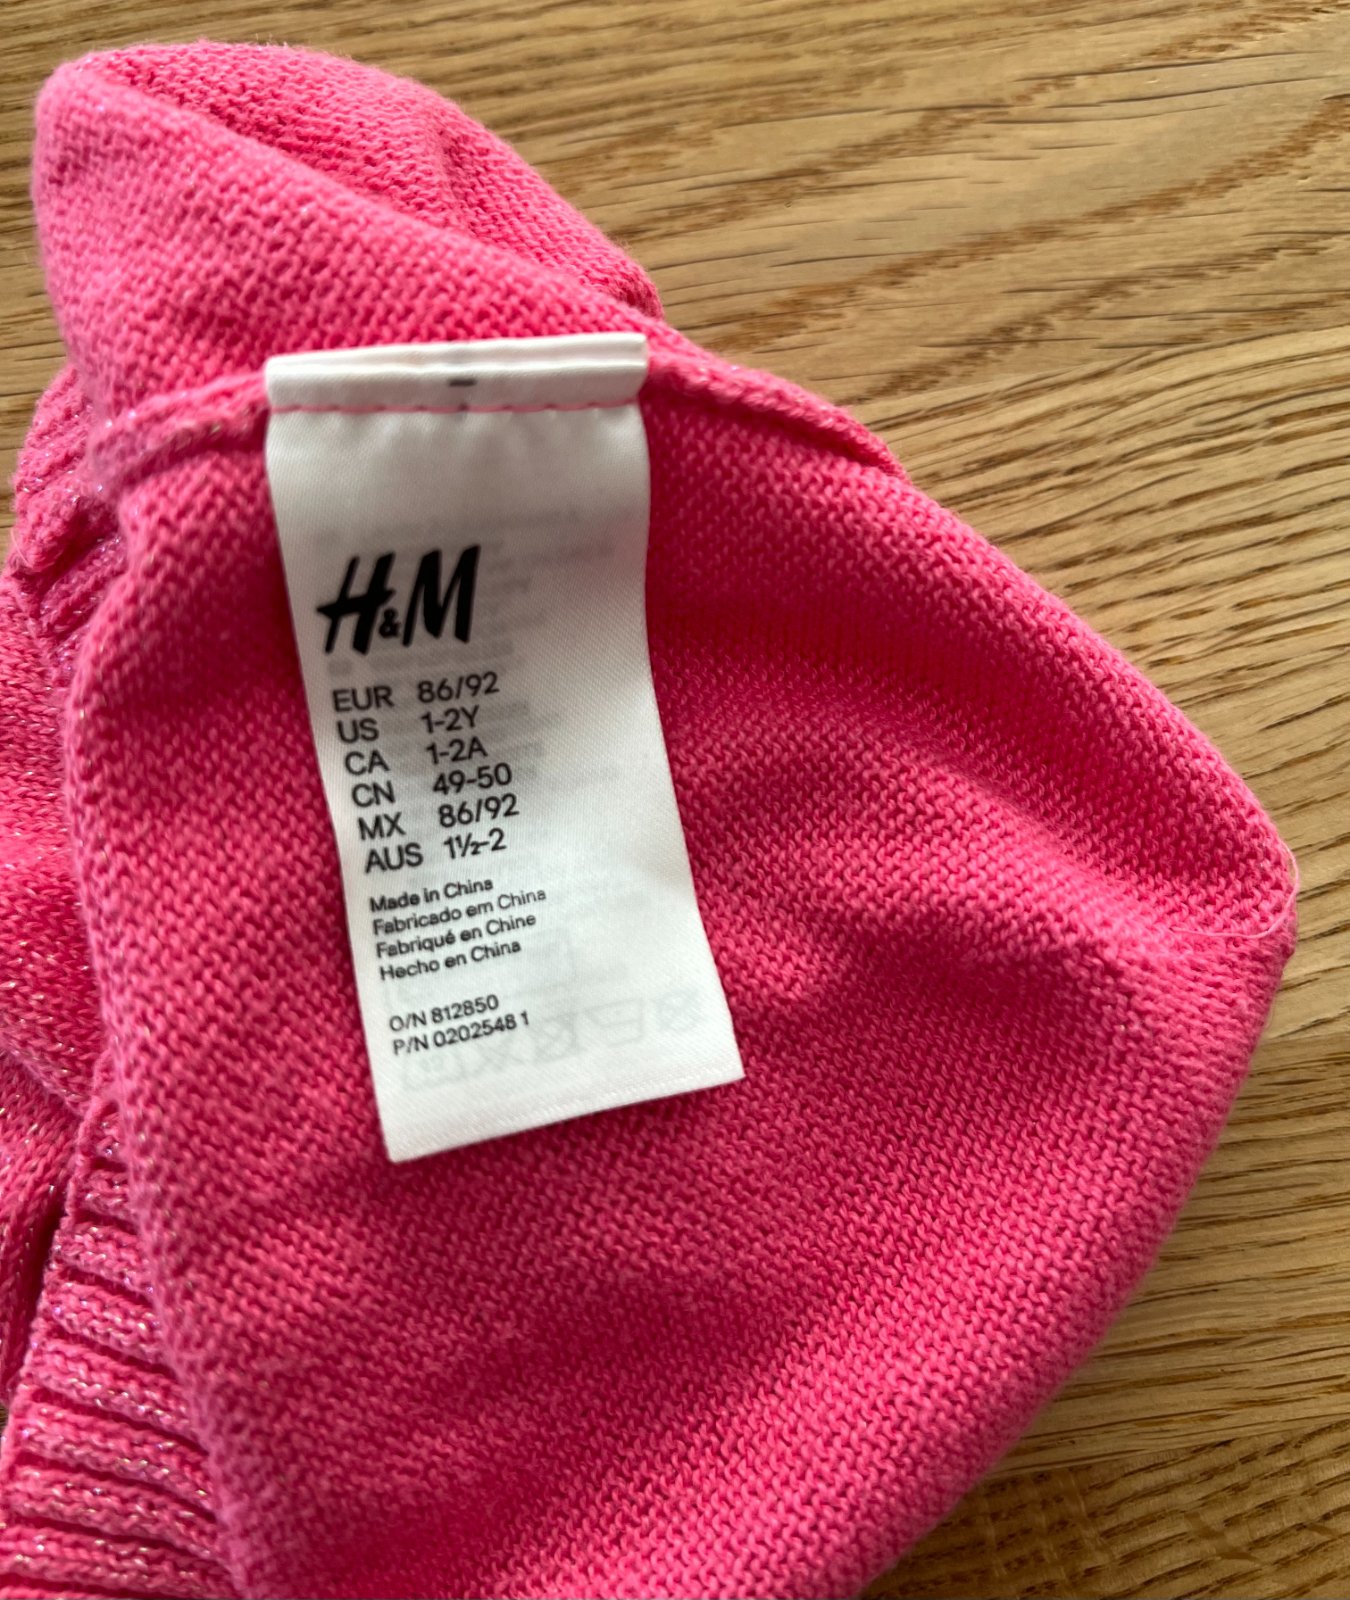 H&M
EUR 86/92
US 1-2Y
CA 1-2A
CN 49-50
MX 86/92
AUS 1½-2
Made in China
Fabricado em China
Fabriqué en Chine
Hecho en China
O/N 812850
P/N 0202548 1